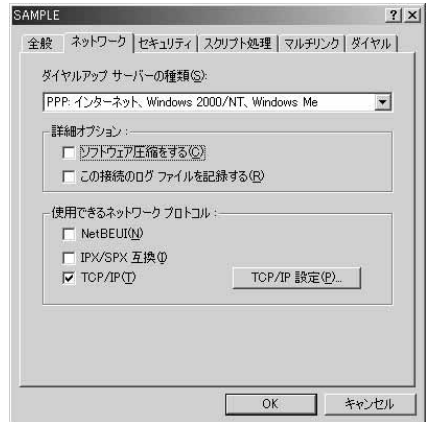 SAMPLE
全般 ネットワーク セキュリティ スクリプト処理 マルチリンク ダイヤル
ダイヤルアップ サーバーの種類(S):
PPP: インターネット、Windows 2000/NT、Windows Me
詳細オプション :
ソフトウェア圧縮をする(C)
この接続のログ ファイルを記録する(R)
使用できるネットワーク プロトコル :
NetBEUI(N)
IPX/SPX 互換(I)
TCP/IP(T)
TCP/IP 設定(P)...
OK キャンセル